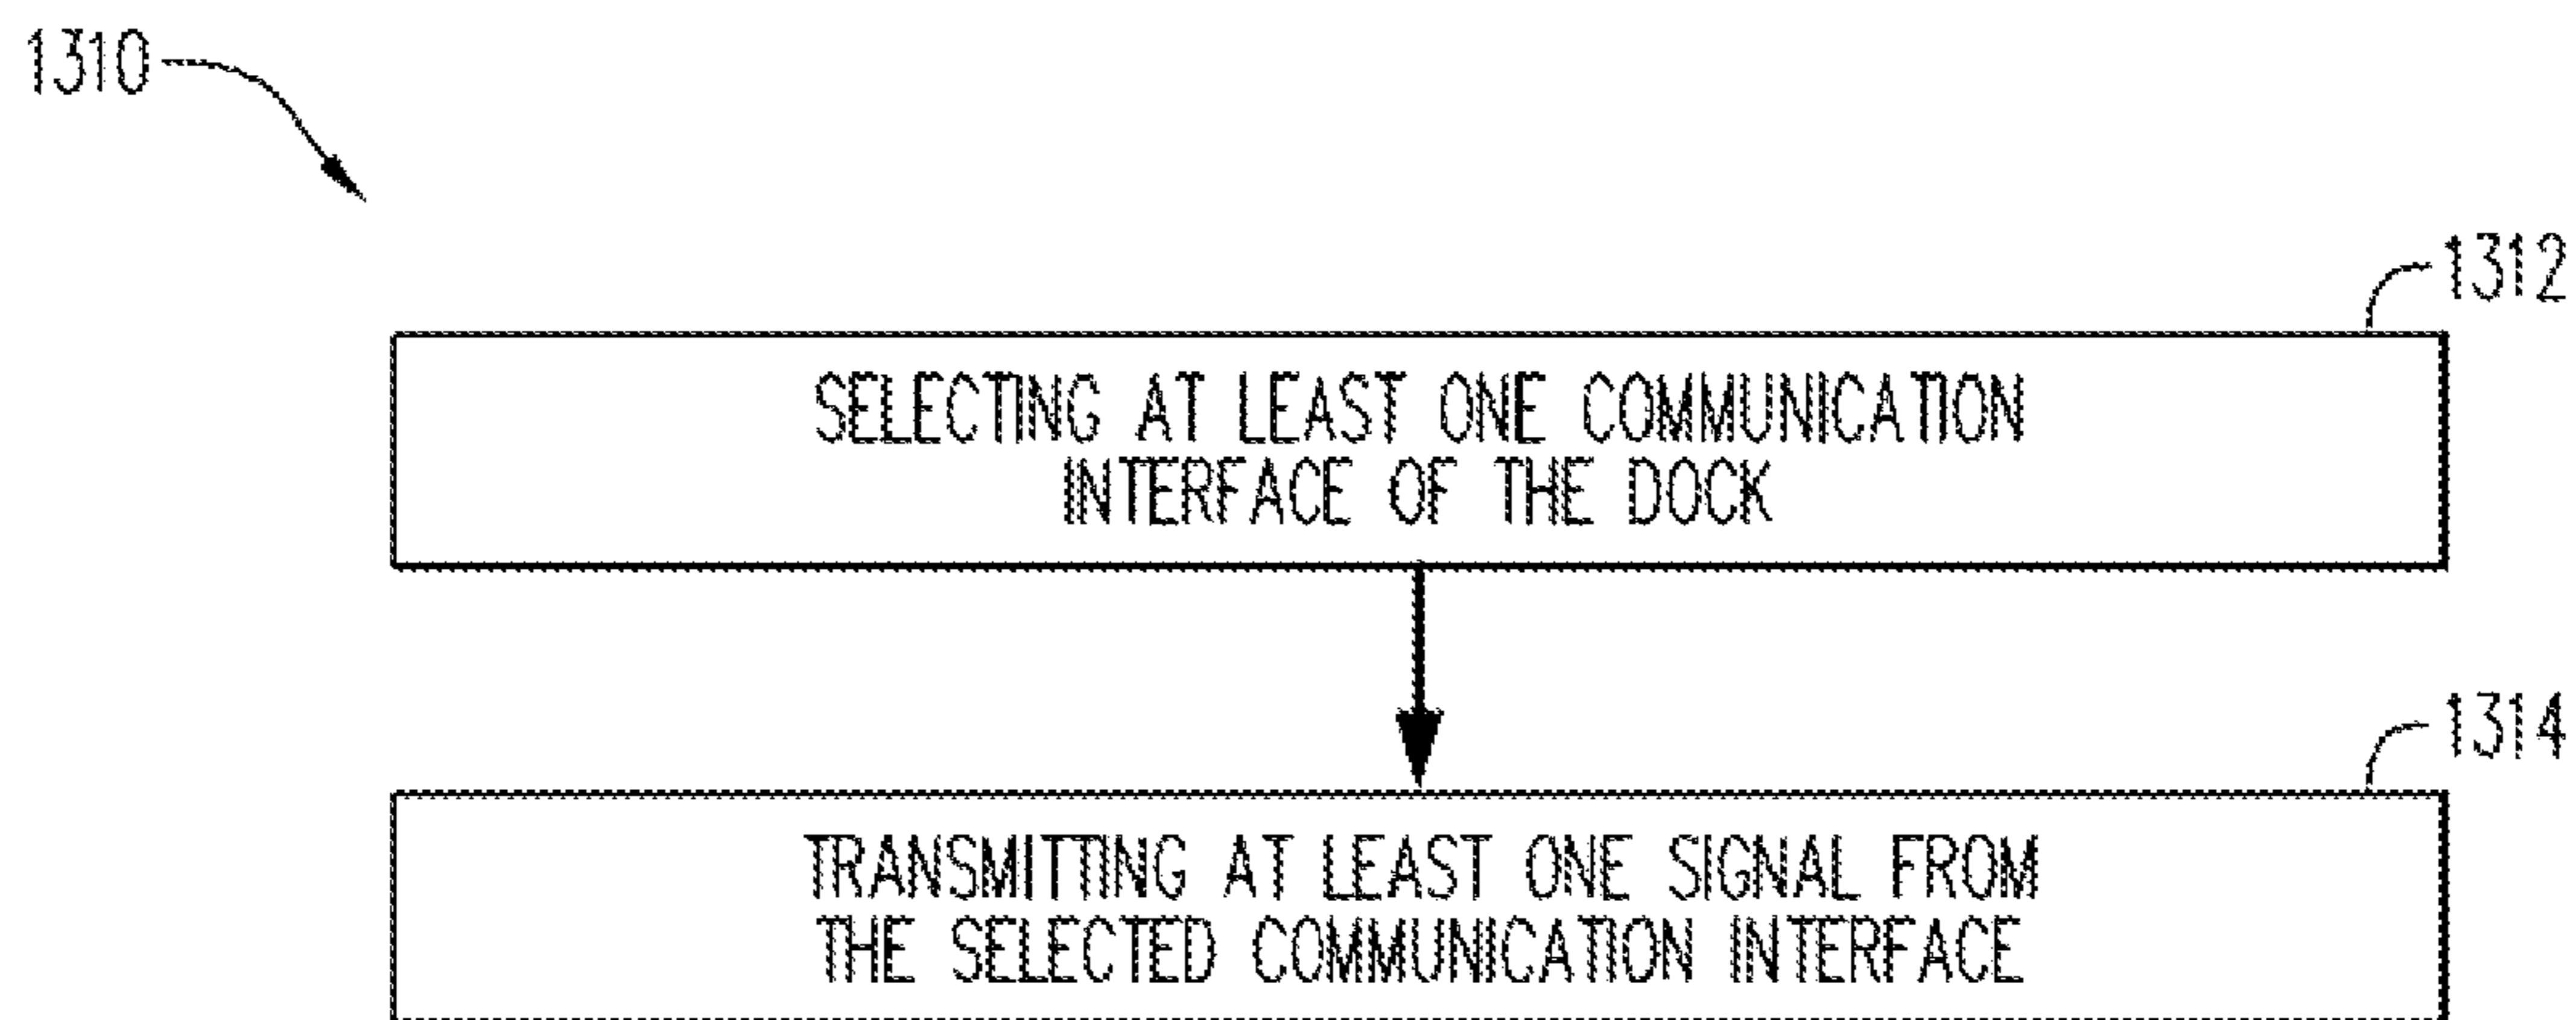 1310
1312
SELECTING AT LEAST ONE COMMUNICATION
INTERFACE OF THE DOCK
1314
TRANSMITTING AT LEAST ONE SIGNAL FROM
THE SELECTED COMMUNICATION INTERFACE